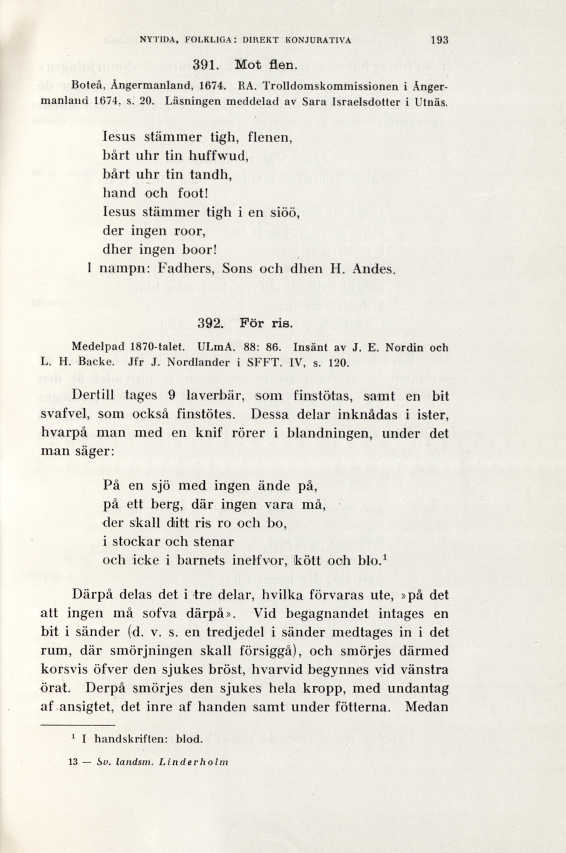 NYTIDA, FOLKLIGA: DIREKT KONJURATIVA 193
391. Mot flen.
Boteå, Ångermanland, 1674. RA. Trolldomskommissionen i Ånger-
manland 1674, s. 20. Läsningen meddelad av Sara Israelsdotter i Utnäs.
Iesus stämmer tigh, flenen,
bårt uhr tin huffwud,
bårt uhr tin tandh,
hand och foot!
Iesus stämmer tigh i en siöö,
der ingen roor,
dher ingen boor!
I nampn: Fadhers, Sons och dhen H. Andes.
392. För ris.
Medelpad 1870-talet. ULmA. 88: 86. Insänt av J. E. Nordin och
L. H. Backe. Jfr J. Nordlander i SFFT. IV, s. 120.
Dertill tages 9 laverbär, som finstötas, samt en bit
svafvel, som också finstötes. Dessa delar inknådas i ister,
hvarpå man med en knif rörer i blandningen, under det
man säger:
På en sjö med ingen ände på,
på ett berg, där ingen vara må,
der skall ditt ris ro och bo,
i stockar och stenar
och icke i barnets inelfvor, kött och blo.¹
Därpå delas det i tre delar, hvilka förvaras ute, »på det
att ingen må sofva därpå». Vid begagnandet intages en
bit i sänder (d. v. s. en tredjedel i sänder medtages in i det
rum, där smörjningen skall försiggå), och smörjes därmed
korsvis öfver den sjukes bröst, hvarvid begynnes vid vänstra
örat. Derpå smörjes den sjukes hela kropp, med undantag
af ansigtet, det inre af handen samt under fötterna. Medan
¹ I handskriften: blod.
13 — Sv. landsm. Linderholm